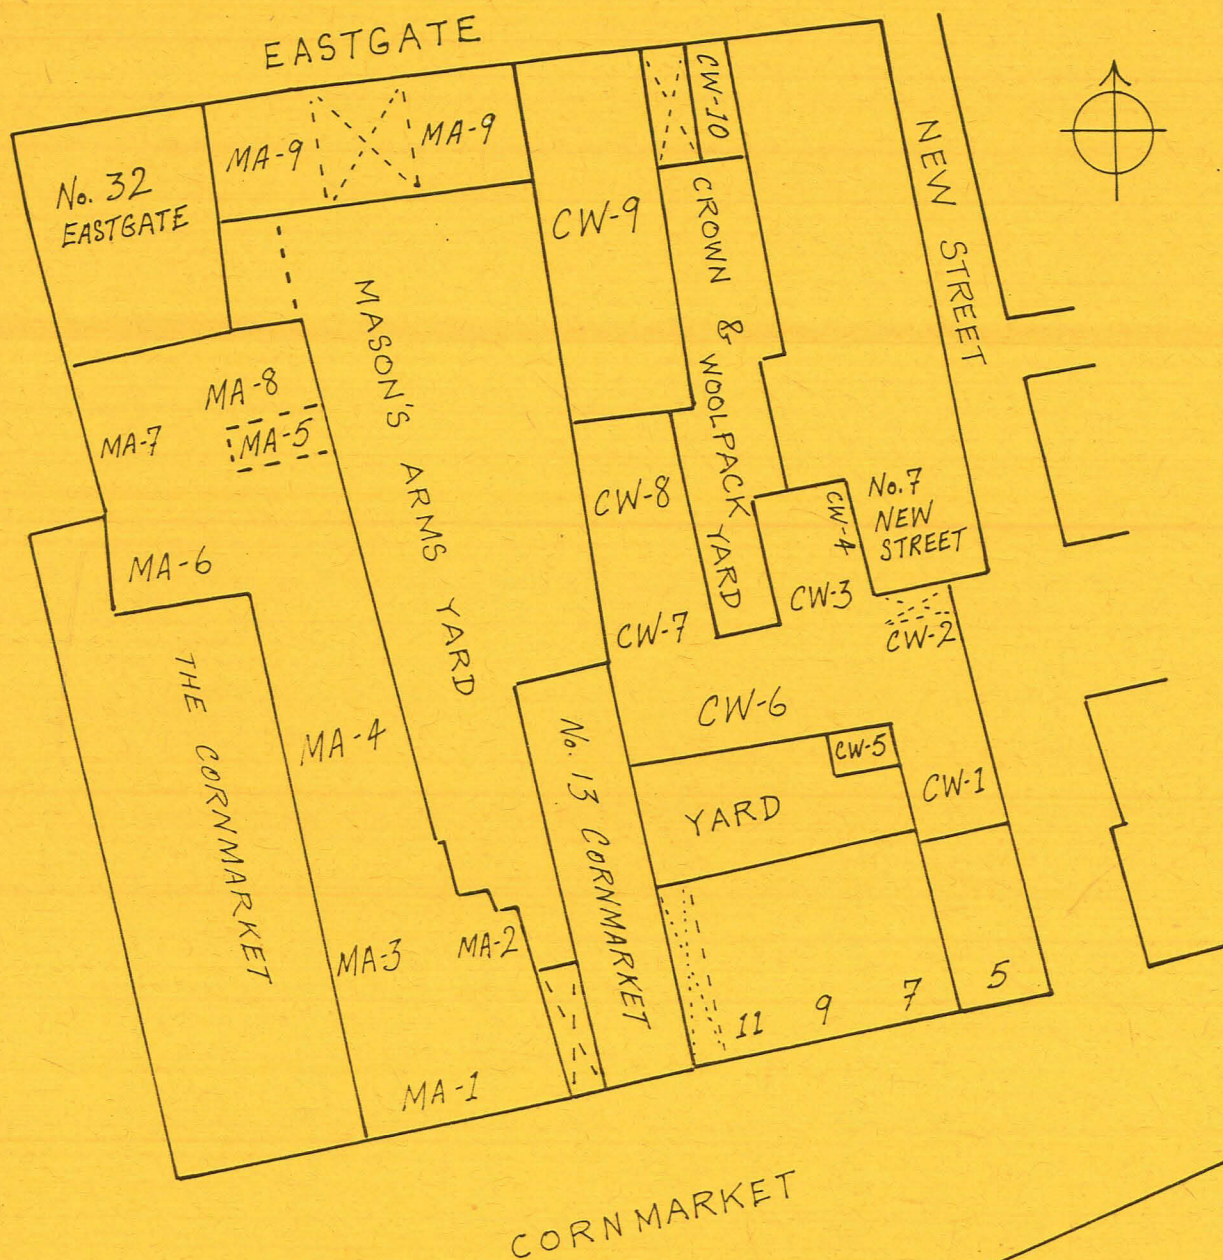 EASTGATE
No. 32
EASTGATE
MA-9
MA-9
CW-9
CW-10
CROWN & WOOLPACK YARD
NEW STREET
MASON'S ARMS YARD
MA-8
MA-7
MA-5
MA-6
CW-8
CW-4
No. 7
NEW
STREET
CW-3
CW-7
CW-2
THE CORNMARKET
MA-4
CW-6
No. 13 CORNMARKET
CW-5
CW-1
YARD
MA-3
MA-2
11
9
7
5
MA-1
CORNMARKET